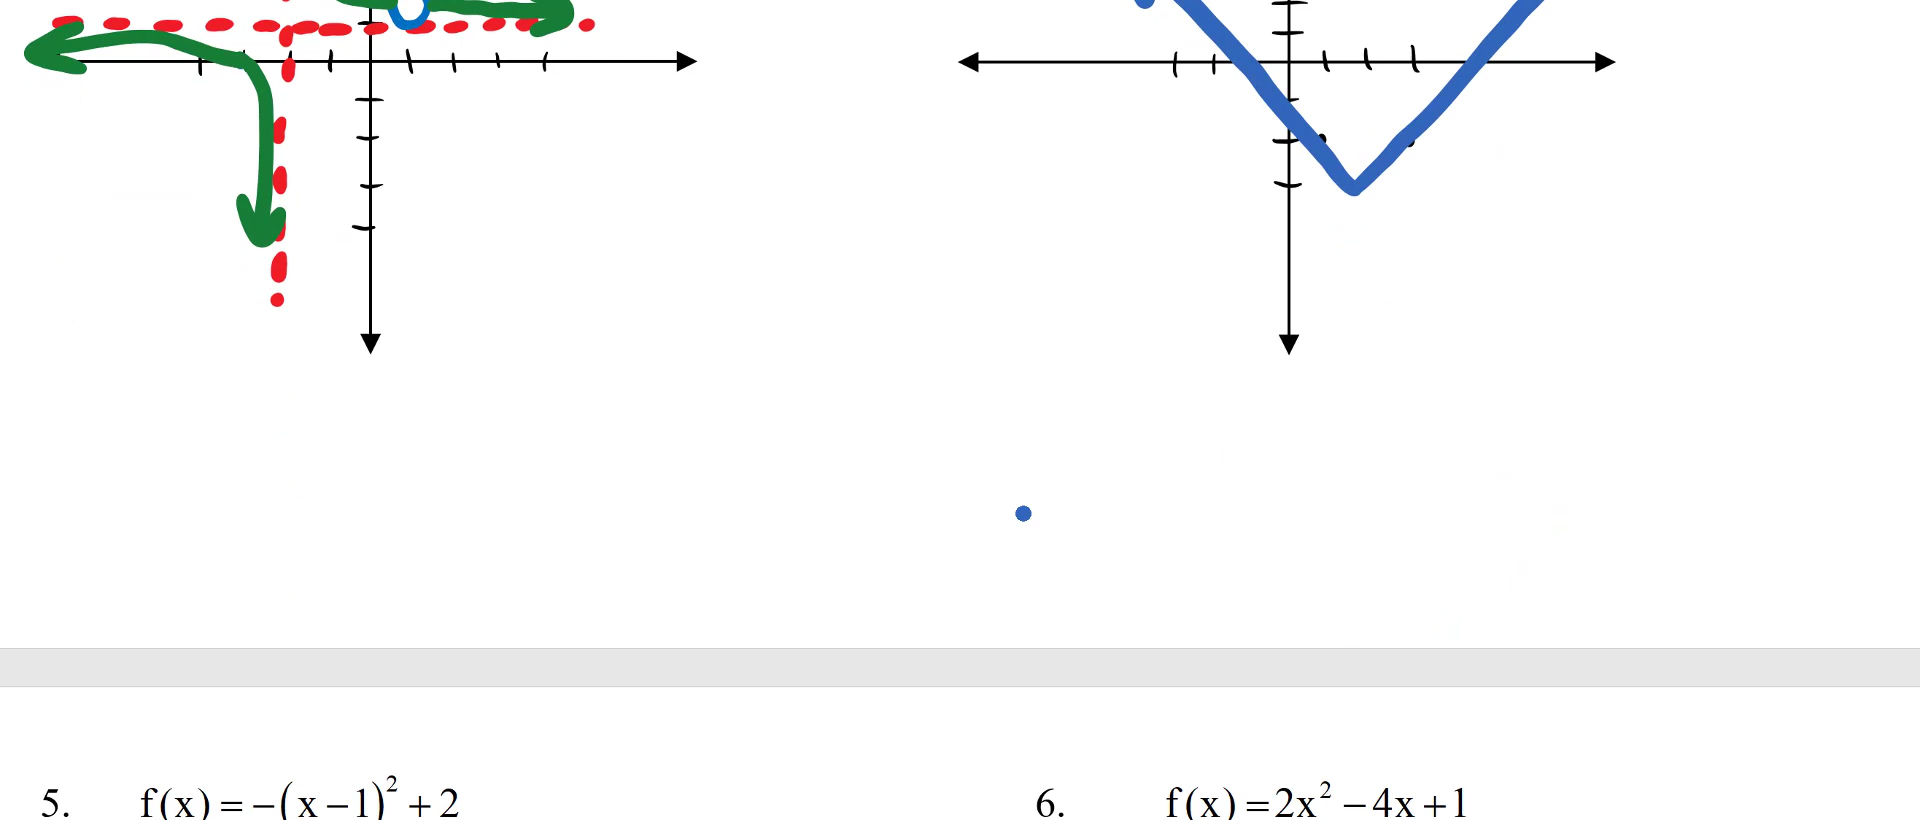 5. f(x) = −(x − 1)² + 2
6. f(x) = 2x² − 4x + 1